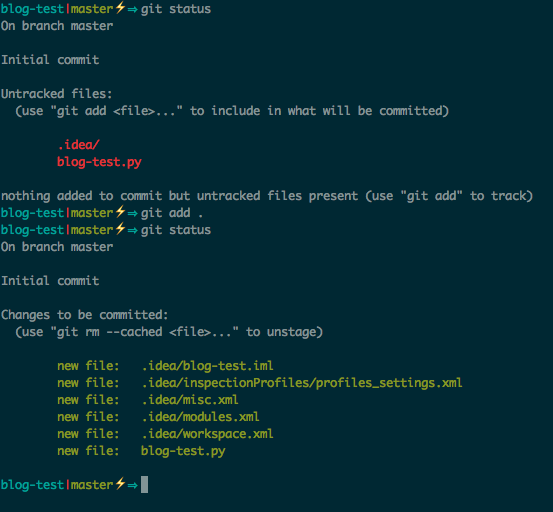 blog-test|master⚡⇒ git status
On branch master
Initial commit
Untracked files:
(use "git add <file>..." to include in what will be committed)
.idea/
blog-test.py
nothing added to commit but untracked files present (use "git add" to track)
blog-test|master⚡⇒ git add .
blog-test|master⚡⇒ git status
On branch master
Initial commit
Changes to be committed:
(use "git rm --cached <file>..." to unstage)
new file:   .idea/blog-test.iml
new file:   .idea/inspectionProfiles/profiles_settings.xml
new file:   .idea/misc.xml
new file:   .idea/modules.xml
new file:   .idea/workspace.xml
new file:   blog-test.py
blog-test|master⚡⇒